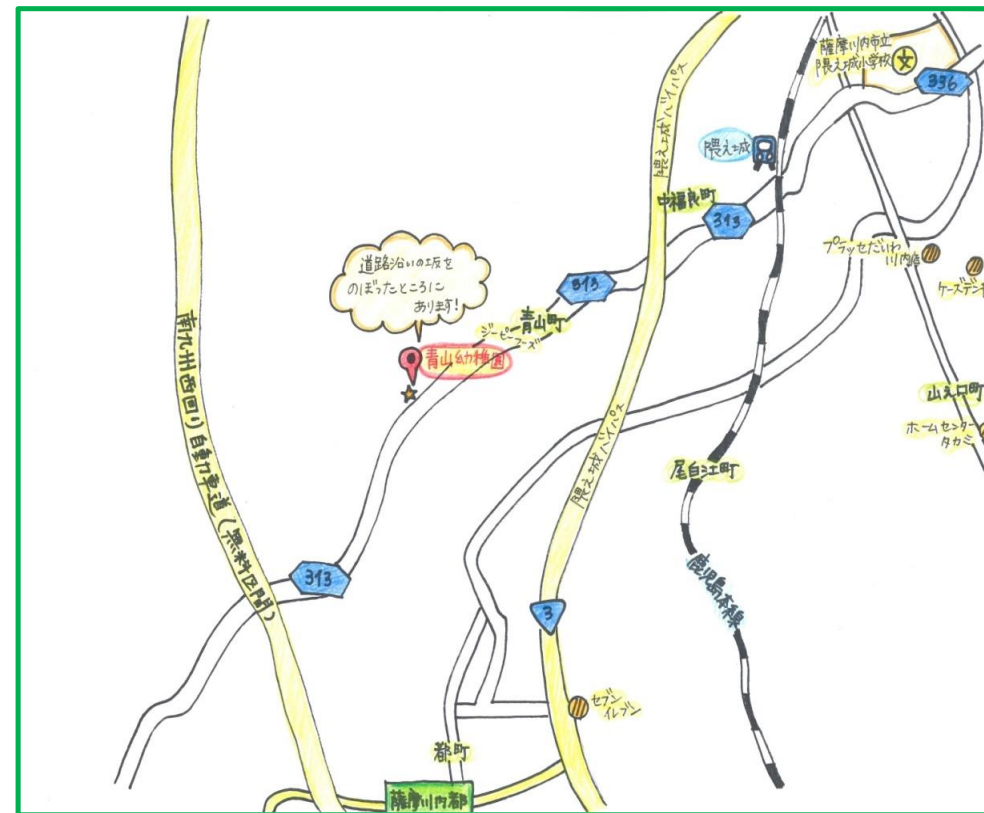 薩摩川内市立
隈之城小学校
文
336
隈之城バイパス
隈之城
中福良町
313
プラッセだいわ
川内店
ケーズデンキ
道路沿いの坂を
のぼったところに
あります!
313
青山町
ジーピーフーズ
青山幼稚園
南九州西回り自動車道(無料区間)
山之口町
ホームセンター
タカミ
隈之城バイパス
尾白江町
鹿児島本線
313
3
セブン
イレブン
都町
薩摩川内都